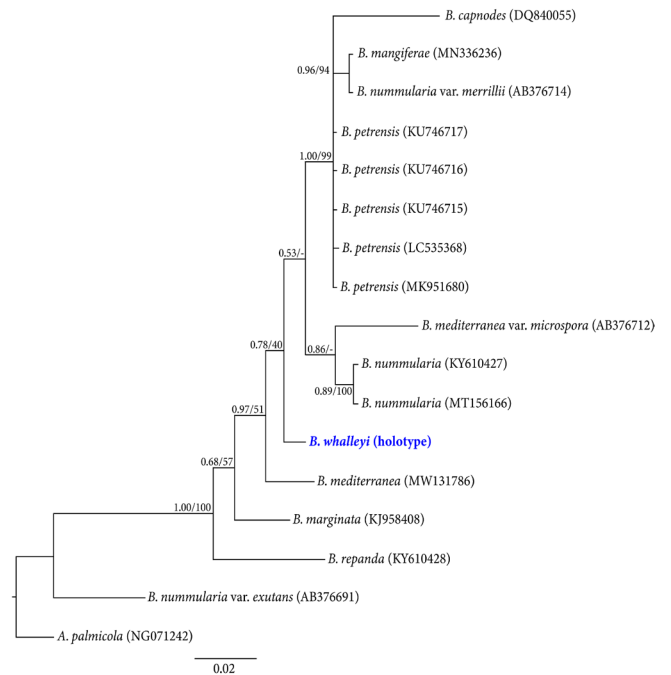 B. capnodes (DQ840055)
B. mangiferae (MN336236)
0.96/94
B. nummularia var. merrillii (AB376714)
B. petrensis (KU746717)
1.00/99
B. petrensis (KU746716)
B. petrensis (KU746715)
B. petrensis (LC535368)
0.53/-
B. petrensis (MK951680)
B. mediterranea var. microspora (AB376712)
0.78/40
0.86/-
B. nummularia (KY610427)
0.89/100
B. nummularia (MT156166)
0.97/51
B. whalleyi (holotype)
0.68/57
B. mediterranea (MW131786)
1.00/100
B. marginata (KJ958408)
B. repanda (KY610428)
B. nummularia var. exutans (AB376691)
A. palmicola (NG071242)
0.02